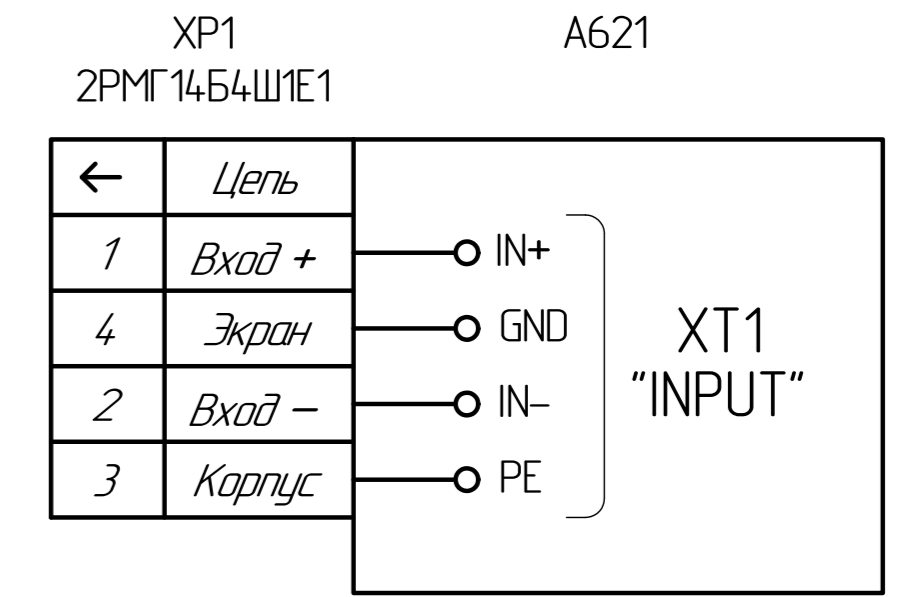 XP1
2РМГ14Б4Ш1Е1
A621
← Цепь
1 Вход + IN+
4 Экран GND
2 Вход – IN–
3 Корпус PE
XT1
"INPUT"